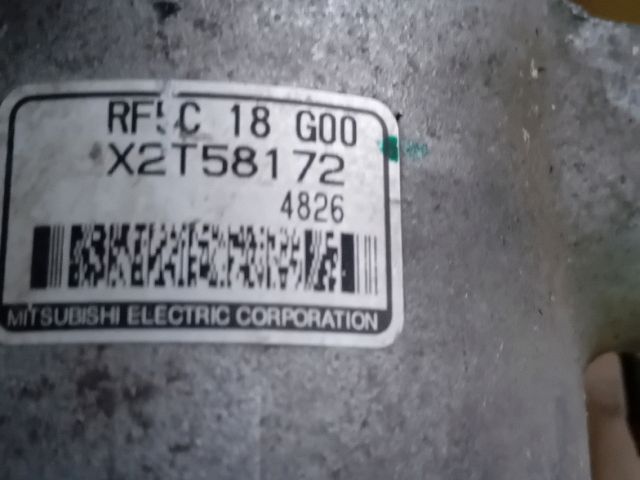 RF5C 18 G00
X2T58172
4826
MITSUBISHI ELECTRIC CORPORATION